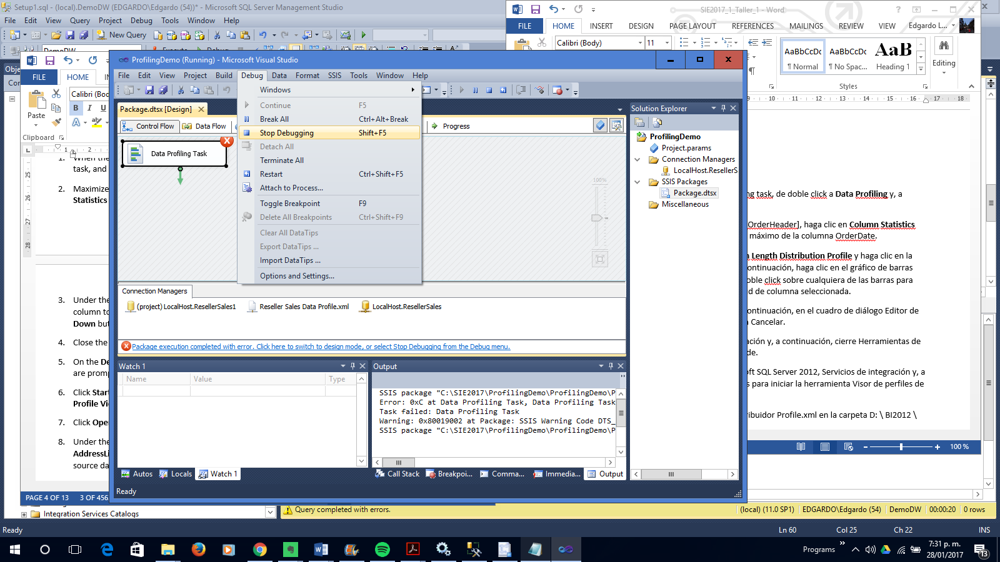 Setup1.sql - (local).DemoDW (EDGARDO\Edgardo (54))* - Microsoft SQL Server Management Studio
File Edit View Query Project Debug Tools Window Help
New Query
DemoDW
SIE2017_1_Taller_1 - Word
FILE HOME INSERT DESIGN PAGE LAYOUT REFERENCES MAILINGS REVIEW VIEW Edgardo L...
Calibri (Body) 11
AaBbCcDc AaBbCcDc AaB
¶ Normal ¶ No Spac... Heading 1
Editing
Styles
9 10 11 12 13 14 15 16 17 18
FILE HOME
Paste
Clipboard
B I U
1 2
1. When the
task, and
2. Maximize
Statistics
3. Under the
column to
Down but
4. Close the
5. On the De
are promp
6. Click Start
Profile Vi
7. Click Ope
8. Under the
AddressLi
source da
PAGE 4 OF 13 3 OF 456
ProfilingDemo (Running) - Microsoft Visual Studio
File Edit View Project Build Debug Data Format SSIS Tools Window Help
Windows
Continue F5
Break All Ctrl+Alt+Break
Stop Debugging Shift+F5
Detach All
Terminate All
Restart Ctrl+Shift+F5
Attach to Process...
Toggle Breakpoint F9
Delete All Breakpoints Ctrl+Shift+F9
Clear All DataTips
Export DataTips ...
Import DataTips ...
Options and Settings...
Package.dtsx [Design]
Control Flow Data Flow Progress
Data Profiling Task
100%
Connection Managers
(project) LocalHost.ResellerSales1 Reseller Sales Data Profile.xml LocalHost.ResellerSales
Package execution completed with error. Click here to switch to design mode, or select Stop Debugging from the Debug menu.
Watch 1
Name Value Type
Autos Locals Watch 1
Output
SSIS package "C:\SIE2017\ProfilingDemo\ProfilingDemo\P
Error: 0xC at Data Profiling Task, Data Profiling Task
Task failed: Data Profiling Task
Warning: 0x80019002 at Package: SSIS Warning Code DTS_
SSIS package "C:\SIE2017\ProfilingDemo\ProfilingDemo\P
Call Stack Breakpoi... Comma... Immedia... Output
Ready
Solution Explorer
ProfilingDemo
Project.params
Connection Managers
LocalHost.ResellerS
SSIS Packages
Package.dtsx
Miscellaneous
ng task, de doble click a Data Profiling y, a
OrderHeader], haga clic en Column Statistics
máximo de la columna OrderDate.
Length Distribution Profile y haga clic en la
ontinuación, haga clic en el gráfico de barras
oble click sobre cualquiera de las barras para
d de columna seleccionada.
ontinuación, en el cuadro de diálogo Editor de
Cancelar.
ación y, a continuación, cierre Herramientas de
de.
oft SQL Server 2012, Servicios de integración y, a
s para iniciar la herramienta Visor de perfiles de
ribuidor Profile.xml en la carpeta D: \ BI2012 \
100 %
Integration Services Catalogs
Query completed with errors. (local) (11.0 SP1) EDGARDO\Edgardo (54) DemoDW 00:00:20 0 rows
Ready Ln 60 Col 25 Ch 22 INS
Programs 7:31 p. m.
28/01/2017
13